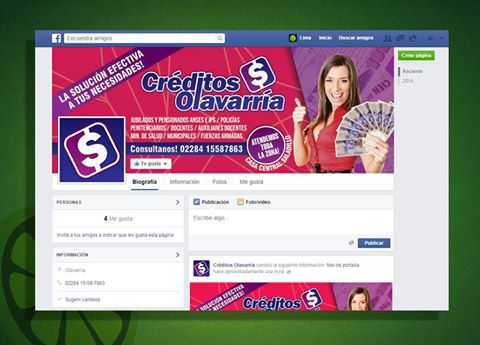 Encuentra amigos
Lima Inicio Buscar amigos
Crear página
Reciente
2014
LA SOLUCIÓN EFECTIVA
A TUS NECESIDADES!
Créditos
Olavarría
$
JUBILADOS Y PENSIONADOS ANSES E IPS / POLICÍAS
PENITENCIARIOS / DOCENTES / AUXILIARES DOCENTES
MIN. DE SALUD / MUNICIPALES / FUERZAS ARMADAS
Consultanos! 02284 15587863
ATENDEMOS
TODA
LA ZONA!
CASA CENTRAL SALADILLO
$
Te gusta
Biografía Información Fotos Me gusta
PERSONAS
4 Me gusta
Invita a tus amigos a indicar que les gusta esta página
INFORMACIÓN
Olavarría
02284 15-58-7863
Sugerir cambios
Publicación Foto/video
Escribe algo...
Publicar
Créditos Olavarría cambió la siguiente información: foto de portada
hace aproximadamente una hora
NECESIDADES!
Créditos
$